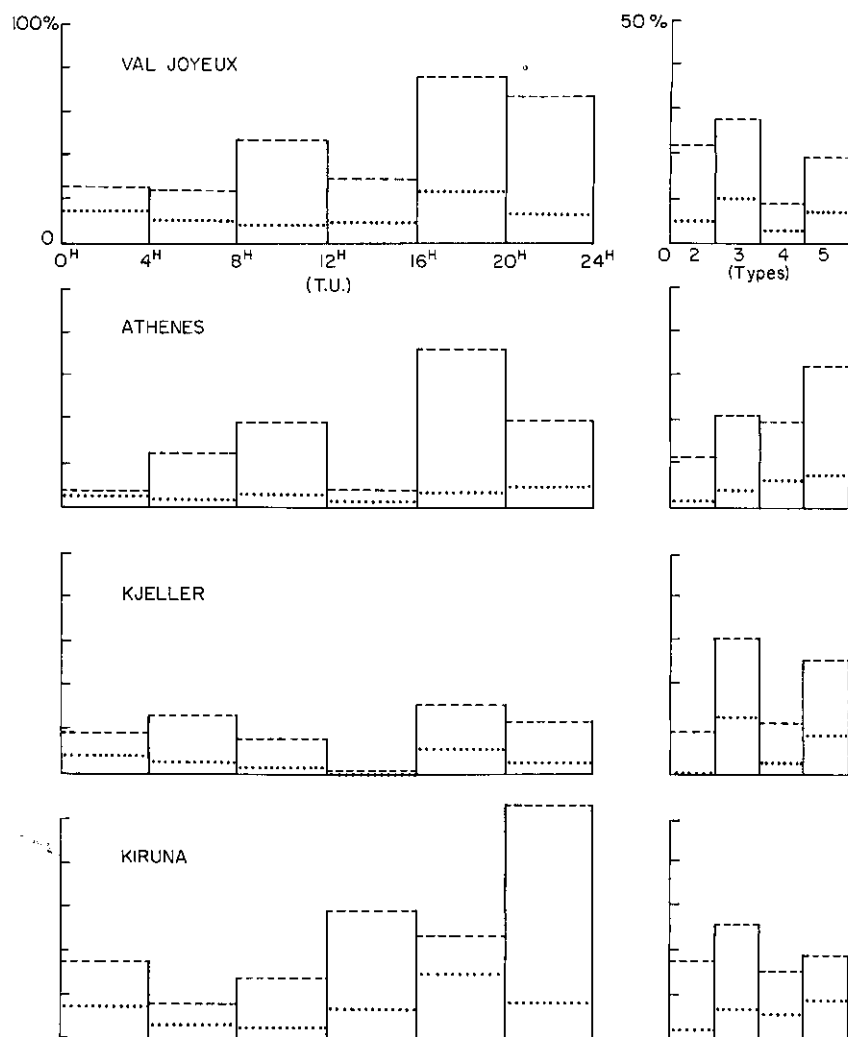 100%
VAL JOYEUX
0
0H 4H 8H 12H 16H 20H 24H
(T.U.)
50%
0 2 3 4 5
(Types)
ATHENES
KJELLER
KIRUNA